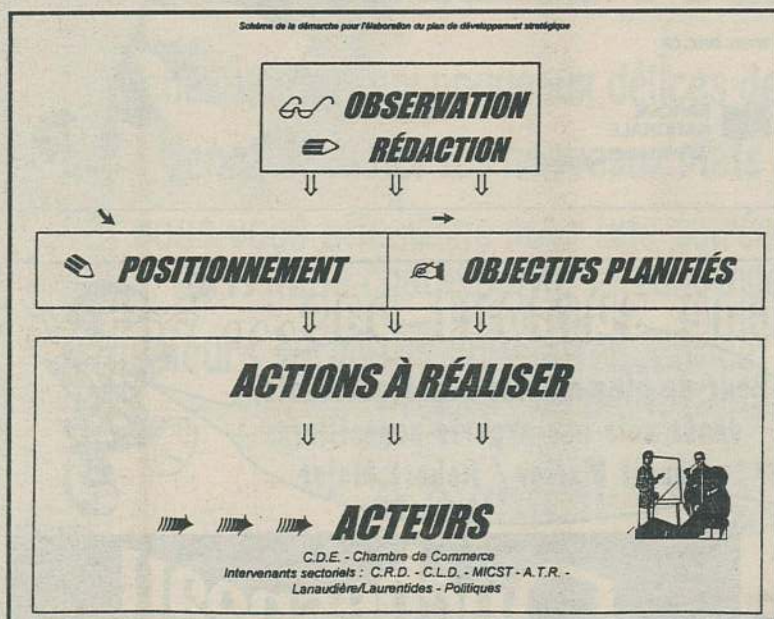 Schéma de la démarche pour l'élaboration du plan de développement stratégique
OBSERVATION
RÉDACTION
POSITIONNEMENT
OBJECTIFS PLANIFIÉS
ACTIONS À RÉALISER
ACTEURS
C.D.E. - Chambre de Commerce
Intervenants sectoriels : C.R.D. - C.L.D. - MICST - A.T.R. -
Lanaudière/Laurentides - Politiques